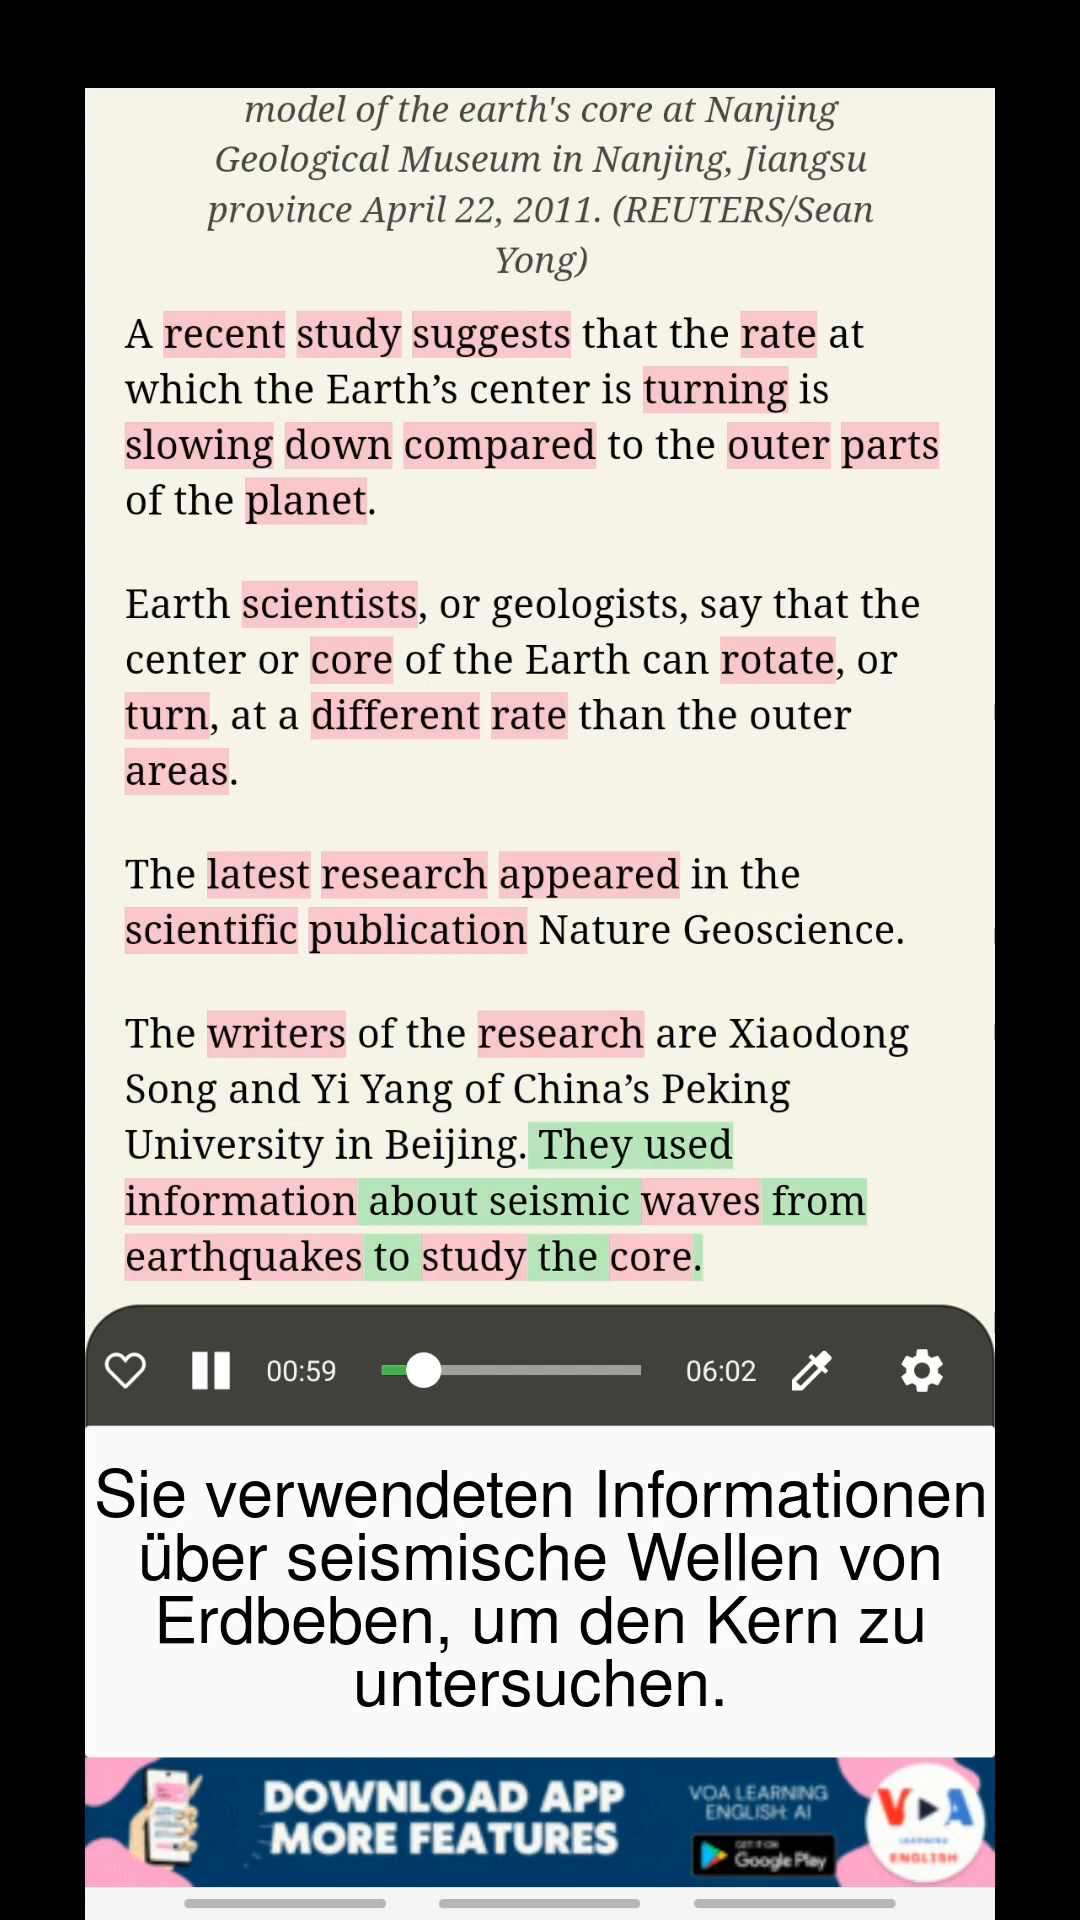 model of the earth's core at Nanjing
Geological Museum in Nanjing, Jiangsu
province April 22, 2011. (REUTERS/Sean
Yong)
A recent study suggests that the rate at
which the Earth’s center is turning is
slowing down compared to the outer parts
of the planet.
Earth scientists, or geologists, say that the
center or core of the Earth can rotate, or
turn, at a different rate than the outer
areas.
The latest research appeared in the
scientific publication Nature Geoscience.
The writers of the research are Xiaodong
Song and Yi Yang of China’s Peking
University in Beijing. They used
information about seismic waves from
earthquakes to study the core.
00:59
06:02
Sie verwendeten Informationen
über seismische Wellen von
Erdbeben, um den Kern zu
untersuchen.
DOWNLOAD APP
MORE FEATURES
VOA LEARNING
ENGLISH: AI
GET IT ON
Google Play
VOA
LEARNING
ENGLISH